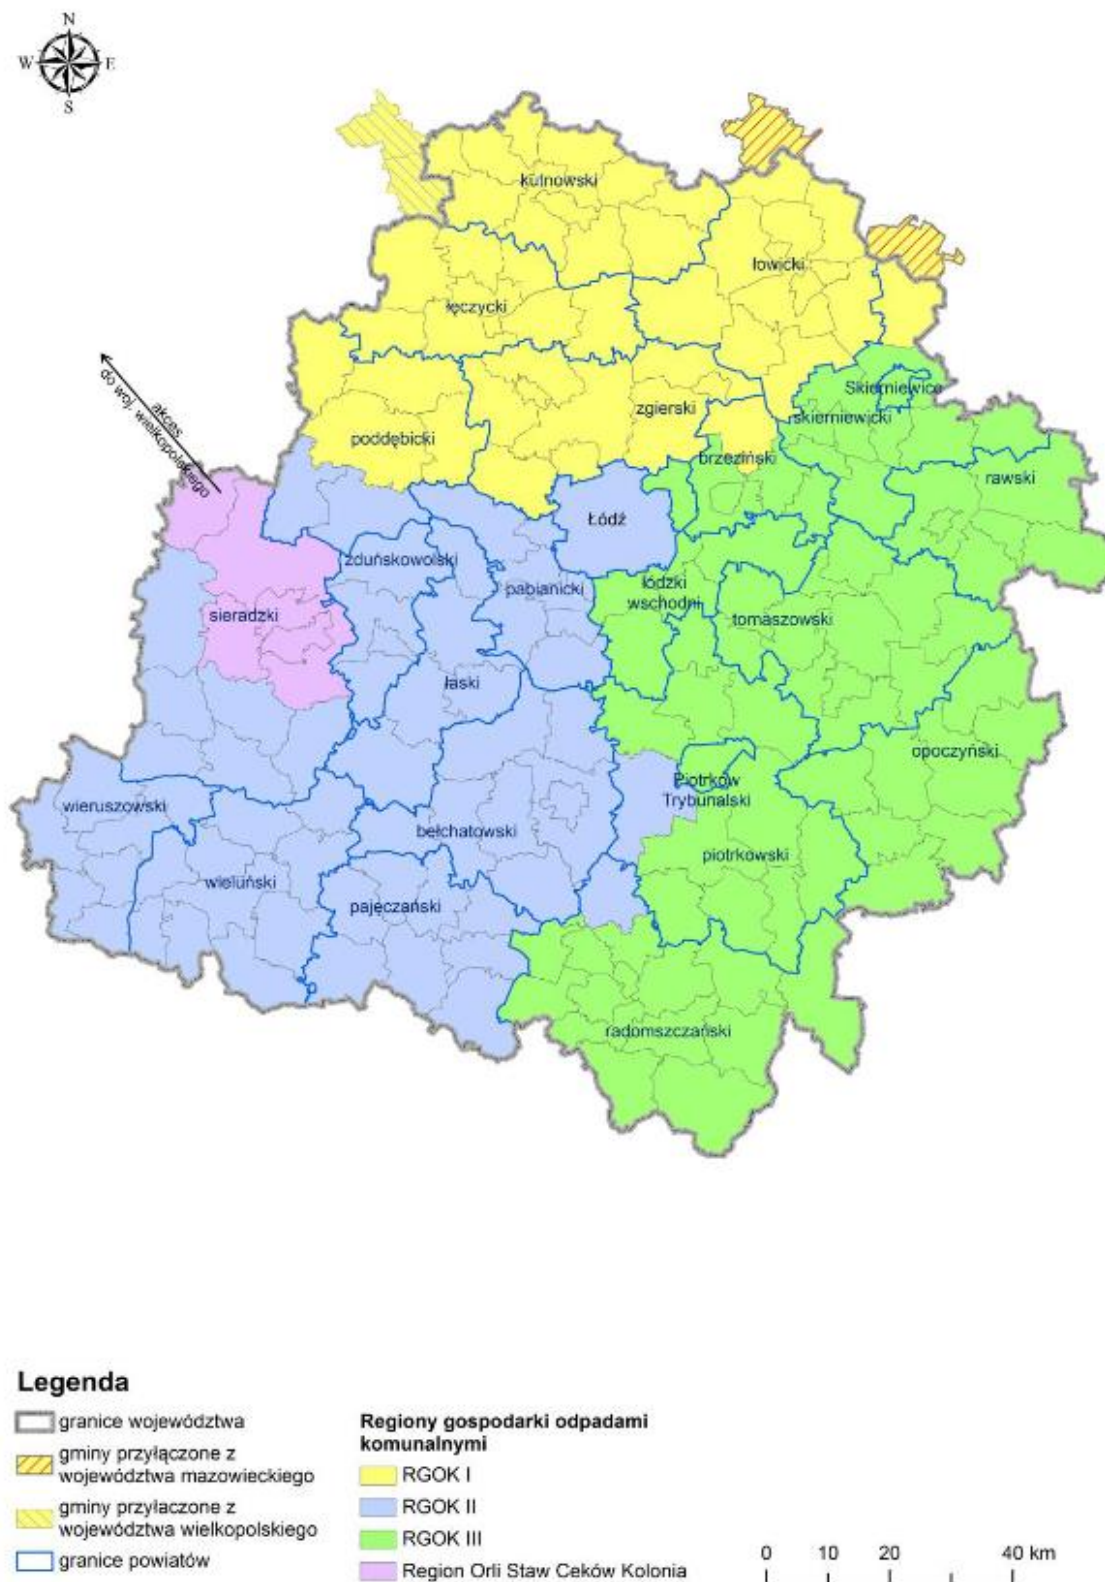 N
W E
S
kutnowski
łowicki
łęczycki
akces
do woj. wielkopolskiego
Skierniewice
zgierski
skierniewicki
poddębicki
brzeziński
rawski
Łódź
zduńskowolski
pabianicki
łódzki
wschodni
sieradzki
tomaszowski
łaski
opoczyński
Piotrków
Trybunalski
wieruszowski
bełchatowski
piotrkowski
wieluński
pajęczański
radomszczański
Legenda
granice województwa
gminy przyłączone z
województwa mazowieckiego
gminy przyłaczone z
województwa wielkopolskiego
granice powiatów
Regiony gospodarki odpadami
komunalnymi
RGOK I
RGOK II
RGOK III
Region Orli Staw Ceków Kolonia
0 10 20 40 km